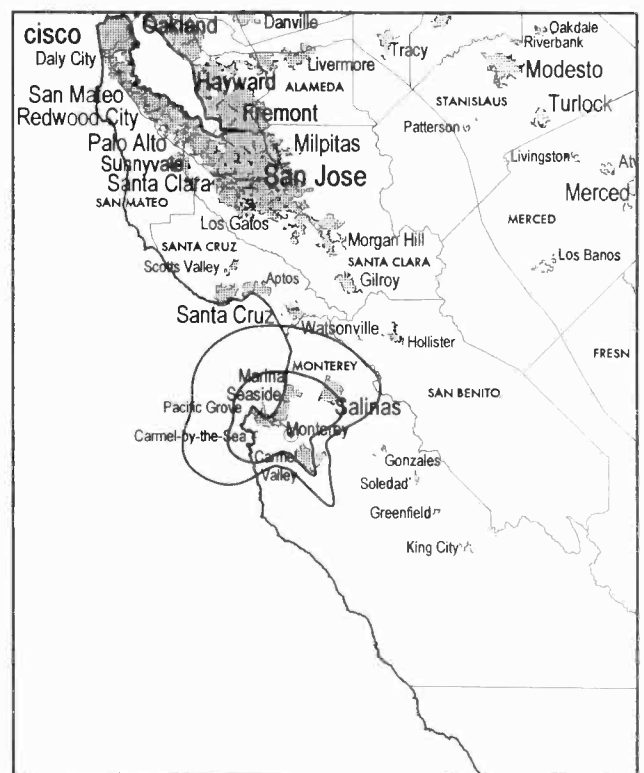 Oakland
Danville
cisco
Oakdale
Riverbank
Daly City
Tracy
Livermore
Hayward
ALAMEDA
Modesto
San Mateo
STANISLAUS
Turlock
Redwood City
Fremont
Patterson
Palo Alto
Milpitas
Sunnyvale
Livingston
Santa Clara
San Jose
Merced
SAN MATEO
MERCED
Los Gatos
Morgan Hill
SANTA CRUZ
SANTA CLARA
Los Banos
Scotts Valley
Aptos
Gilroy
Santa Cruz
Watsonville
Hollister
FRESN
MONTEREY
Marina
SAN BENITO
Seaside
Pacific Grove
Salinas
Carmel-by-the-Sea
Monterey
Carmel
Valley
Gonzales
Soledad
Greenfield
King City